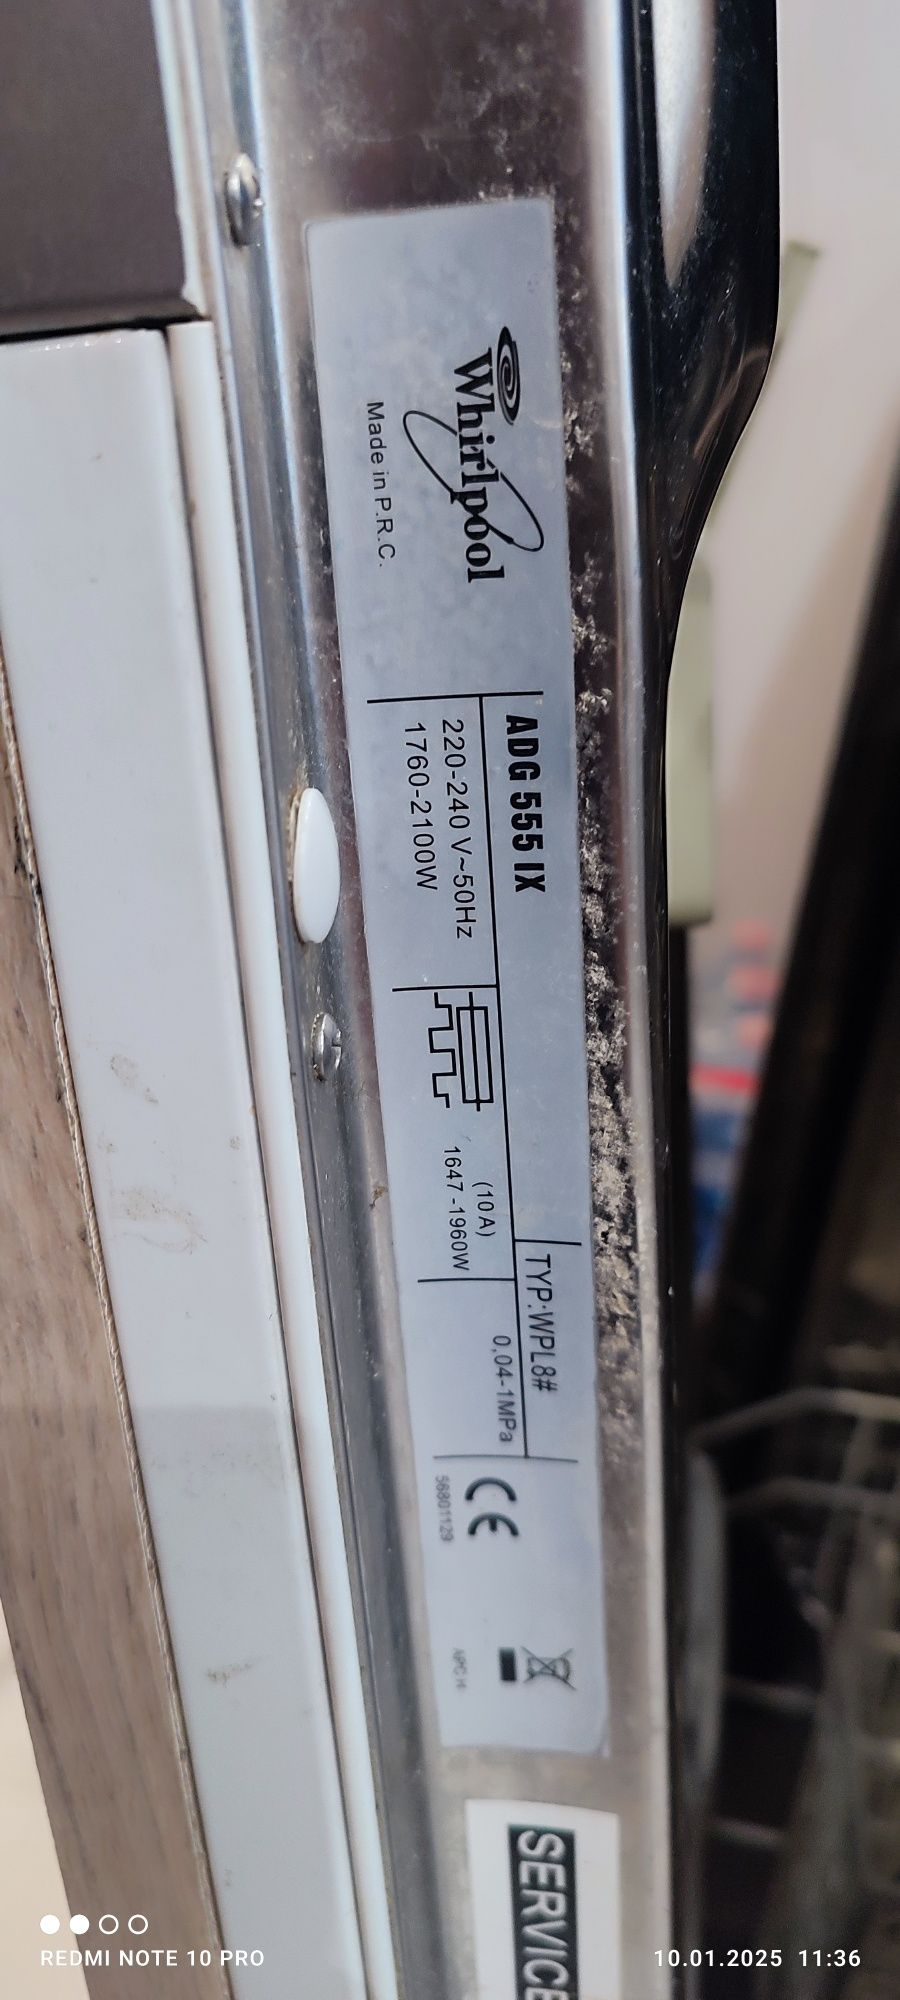 Whirlpool
Made in P.R.C.
ADG 555 IX
220-240 V~50Hz
1760-2100W
(10A)
1647-1960W
TYP:WPL8#
0,04-1MPa
CE
56801129
SERVICE
REDMI NOTE 10 PRO
10.01.2025 11:36